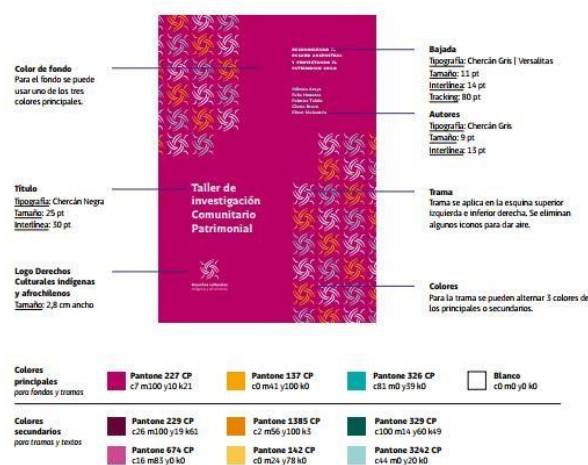 Color de fondo
Para el fondo se puede
usar uno de los tres
colores principales.
Título
Tipografía: Chercán Negra
Tamaño: 25 pt
Interlínea: 30 pt
Logo Derechos
Culturales indígenas
y afrochilenos
Tamaño: 2,8 cm ancho
Taller de
investigación
Comunitario
Patrimonial
Bajada
Tipografía: Chercán Gris | Versalitas
Tamaño: 11 pt
Interlínea: 14 pt
Tracking: 80 pt
Autores
Tipografía: Chercán Gris
Tamaño: 9 pt
Interlínea: 13 pt
Trama
Trama se aplica en la esquina superior
izquierda e inferior derecha. Se eliminan
algunos iconos para dar aire.
Colores
Para la trama se pueden alternar 3 colores de
los principales o secundarios.
Colores
principales
para fondos y tramas
Pantone 227 CP
c7 m100 y10 k21
Pantone 137 CP
c0 m41 y100 k0
Pantone 326 CP
c81 m0 y39 k0
Blanco
c0 m0 y0 k0
Colores
secundarios
para tramas y textos
Pantone 229 CP
c26 m100 y19 k61
Pantone 1385 CP
c2 m56 y100 k3
Pantone 329 CP
c100 m14 y60 k49
Pantone 674 CP
c16 m83 y0 k0
Pantone 142 CP
c0 m24 y78 k0
Pantone 3242 CP
c44 m0 y20 k0